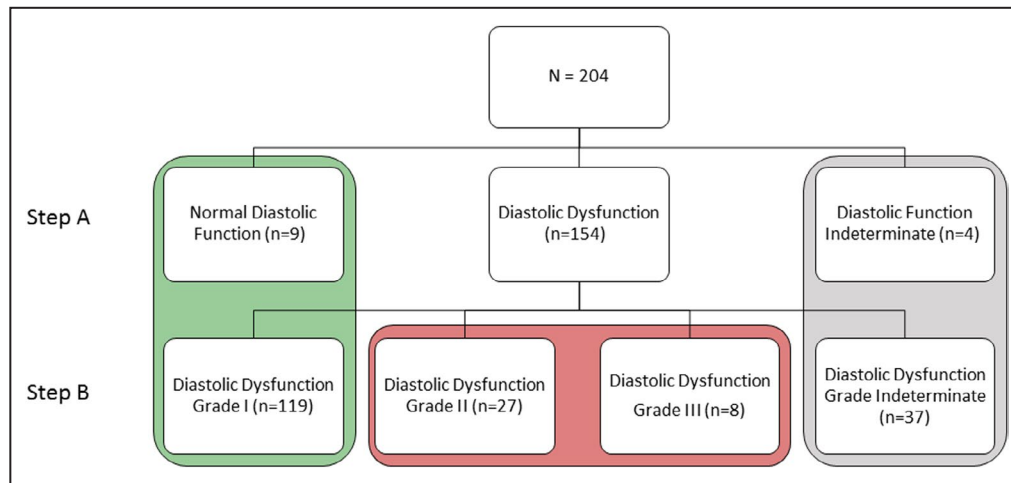 N = 204
Step A
Normal Diastolic
Function (n=9)
Diastolic Dysfunction
(n=154)
Diastolic Function
Indeterminate (n=4)
Step B
Diastolic Dysfunction
Grade I (n=119)
Diastolic Dysfunction
Grade II (n=27)
Diastolic Dysfunction
Grade III (n=8)
Diastolic Dysfunction
Grade Indeterminate
(n=37)